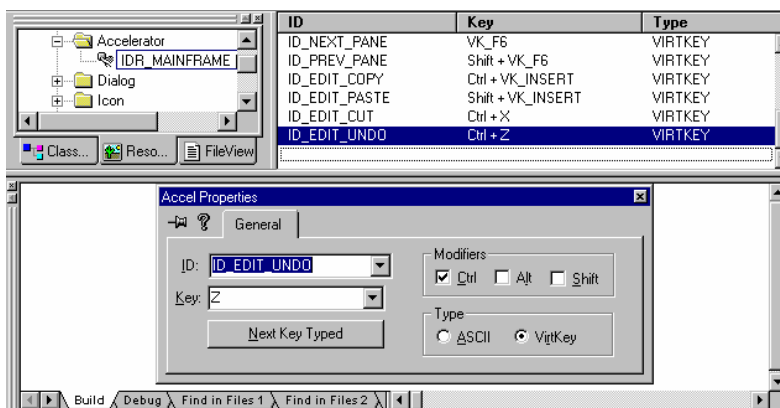 ID Key Type
Accelerator
IDR_MAINFRAME
Dialog
Icon
Class... Reso... FileView
ID_NEXT_PANE VK_F6 VIRTKEY
ID_PREV_PANE Shift + VK_F6 VIRTKEY
ID_EDIT_COPY Ctrl + VK_INSERT VIRTKEY
ID_EDIT_PASTE Shift + VK_INSERT VIRTKEY
ID_EDIT_CUT Ctrl + X VIRTKEY
ID_EDIT_UNDO Ctrl + Z VIRTKEY
Accel Properties
General
ID: ID_EDIT_UNDO
Key: Z
Next Key Typed
Modifiers
Ctrl Alt Shift
Type
ASCII VirtKey
Build Debug Find in Files 1 Find in Files 2